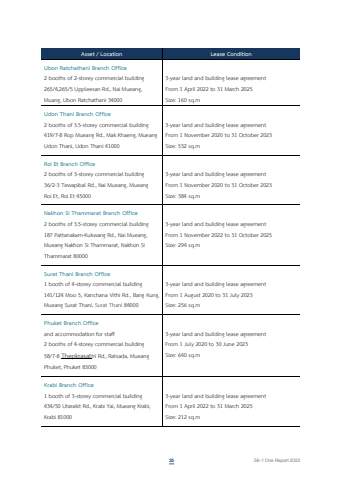 Asset / Location
Lease Condition
Ubon Ratchathani Branch Office
2 booths of 2-storey commercial building
3-year land and building lease agreement
265/4,265/5 Uppleesan Rd., Nai Mueang,
From 1 April 2022 to 31 March 2025
Muang, Ubon Ratchathani 34000
Size: 160 sq.m
Udon Thani Branch Office
2 booths of 3.5-storey commercial building
3-year land and building lease agreement
419/7-8 Rop Mueang Rd., Mak Khaeng, Mueang
From 1 November 2020 to 31 October 2023
Udon Thani, Udon Thani 41000
Size: 532 sq.m
Roi Et Branch Office
2 booths of 3-storey commercial building
3-year land and building lease agreement
36/2-3 Tewapibal Rd., Nai Mueang, Mueang
From 1 November 2020 to 31 October 2023
Roi Et, Roi Et 45000
Size: 384 sq.m
Nakhon Si Thammarat Branch Office
2 booths of 3.5-storey commercial building
3-year land and building lease agreement
187 Pattanakarn-Kukwang Rd., Nai Mueang,
From 1 November 2022 to 31 October 2025
Mueang Nakhon Si Thammarat, Nakhon Si
Size: 294 sq.m
Thammarat 80000
Surat Thani Branch Office
1 booth of 4-storey commercial building
3-year land and building lease agreement
141/124 Moo 5, Kanchana Vithi Rd., Bang Kung,
From 1 August 2020 to 31 July 2023
Mueang Surat Thani, Surat Thani 84000
Size: 256 sq.m
Phuket Branch Office
and accommodation for staff
3-year land and building lease agreement
2 booths of 4-storey commercial building
From 1 July 2020 to 30 June 2023
58/7-8 Thepkrasattri Rd., Ratsada, Mueang
Size: 640 sq.m
Phuket, Phuket 83000
Krabi Branch Office
1 booth of 3-storey commercial building
3-year land and building lease agreement
436/50 Utarakit Rd., Krabi Yai, Mueang Krabi,
From 1 April 2022 to 31 March 2025
Krabi 81000
Size: 212 sq.m
36
56-1 One Report 2022